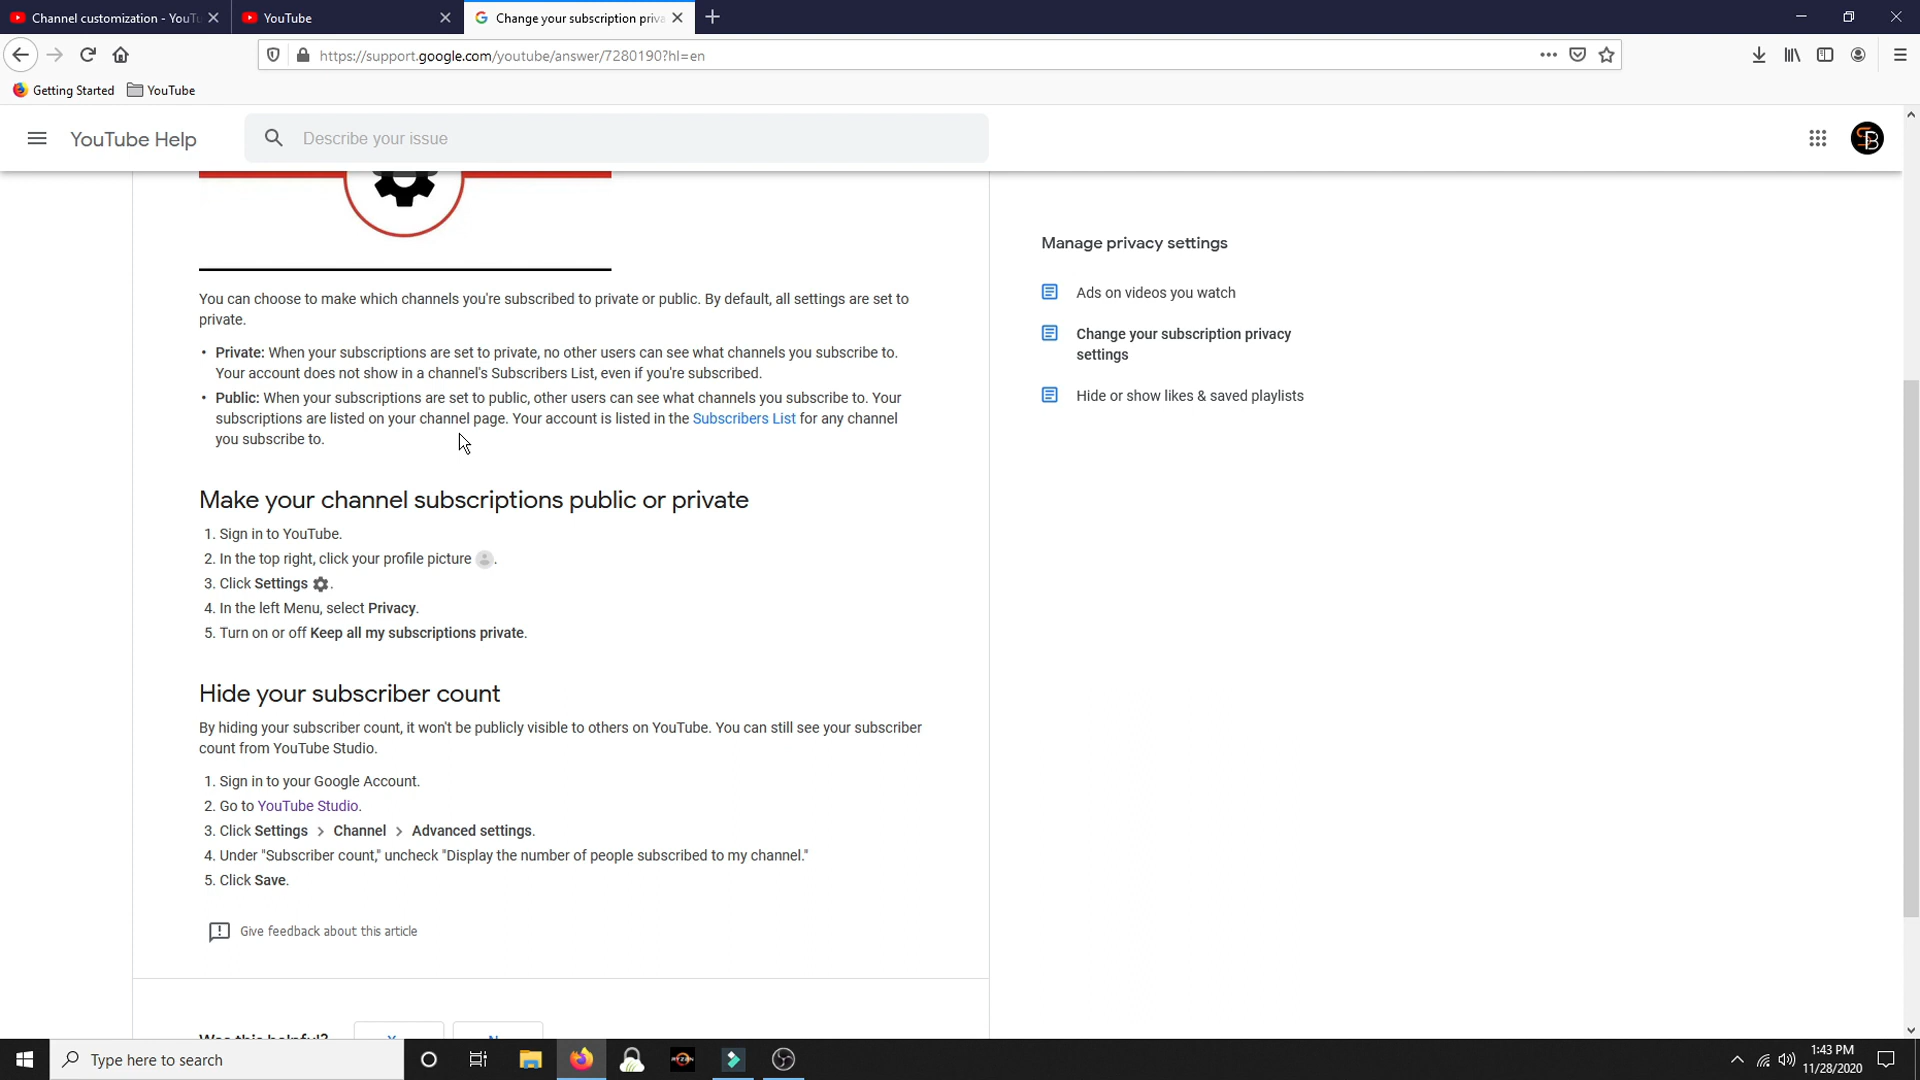 Channel customization - YouTu
YouTube
Change your subscription priva
https://support.google.com/youtube/answer/7280190?hl=en
Getting Started
YouTube
YouTube Help
Describe your issue
SB
You can choose to make which channels you're subscribed to private or public. By default, all settings are set to
private.
• Private: When your subscriptions are set to private, no other users can see what channels you subscribe to.
Your account does not show in a channel's Subscribers List, even if you're subscribed.
• Public: When your subscriptions are set to public, other users can see what channels you subscribe to. Your
subscriptions are listed on your channel page. Your account is listed in the Subscribers List for any channel
you subscribe to.
Make your channel subscriptions public or private
1. Sign in to YouTube.
2. In the top right, click your profile picture .
3. Click Settings .
4. In the left Menu, select Privacy.
5. Turn on or off Keep all my subscriptions private.
Hide your subscriber count
By hiding your subscriber count, it won't be publicly visible to others on YouTube. You can still see your subscriber
count from YouTube Studio.
1. Sign in to your Google Account.
2. Go to YouTube Studio.
3. Click Settings > Channel > Advanced settings.
4. Under "Subscriber count," uncheck "Display the number of people subscribed to my channel."
5. Click Save.
Give feedback about this article
Was this helpful?
Manage privacy settings
Ads on videos you watch
Change your subscription privacy
settings
Hide or show likes & saved playlists
Type here to search
RYZEN
1:43 PM
11/28/2020